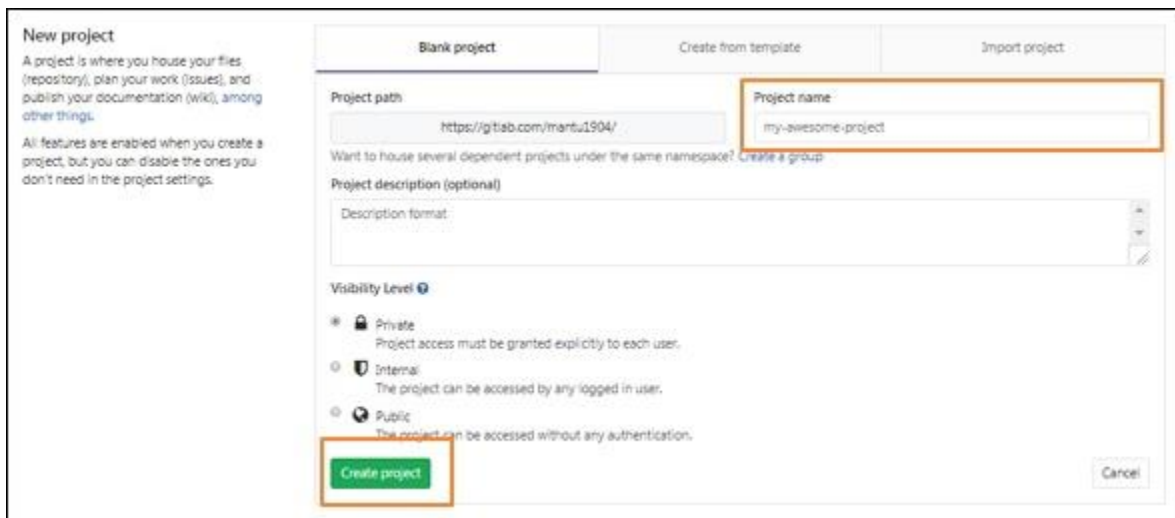 New project
A project is where you house your files
(repository), plan your work (issues), and
publish your documentation (wiki), among
other things.
All features are enabled when you create a
project, but you can disable the ones you
don't need in the project settings.
Blank project
Create from template
Import project
Project path
https://gitlab.com/mantu1904/
Project name
my-awesome-project
Want to house several dependent projects under the same namespace? Create a group
Project description (optional)
Description format
Visibility Level
Private
Project access must be granted explicitly to each user.
Internal
The project can be accessed by any logged in user.
Public
The project can be accessed without any authentication.
Create project
Cancel